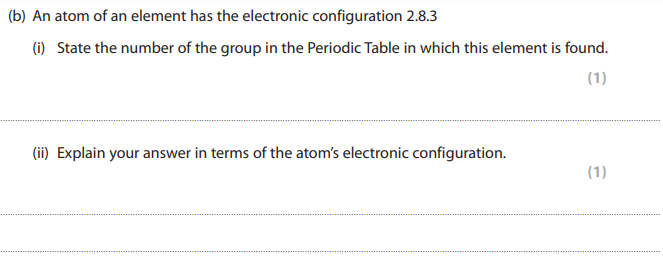 (b) An atom of an element has the electronic configuration 2.8.3
(i) State the number of the group in the Periodic Table in which this element is found.
(1)
(ii) Explain your answer in terms of the atom’s electronic configuration.
(1)